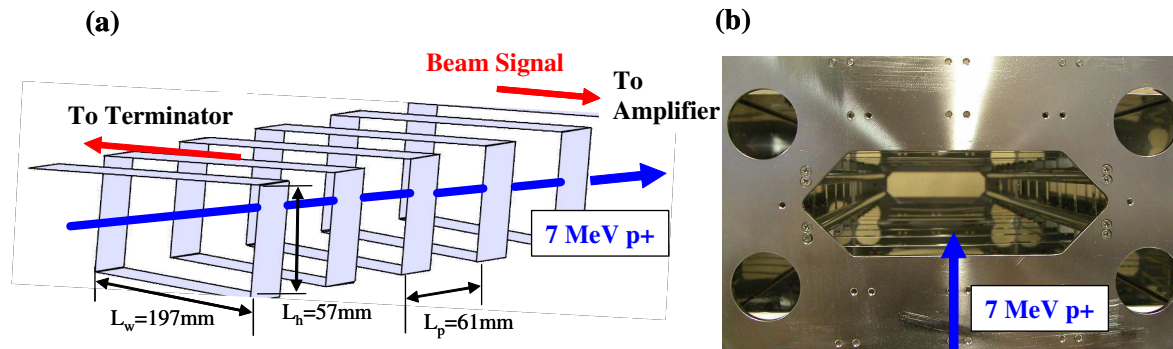 (a)
Beam Signal
To
Amplifier
To Terminator
7 MeV p+
Lw=197mm
Lh=57mm
Lp=61mm
(b)
7 MeV p+